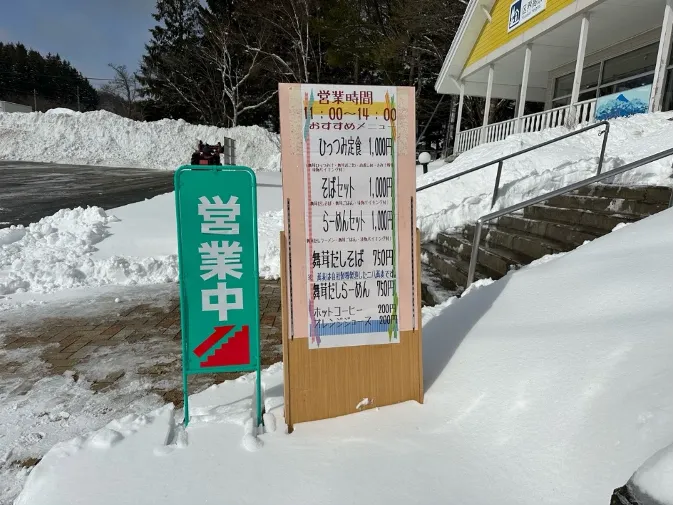 営業中
営業時間
11:00～14:00
おすすめメニュー
ひっつみ定食 1,000円
そばセット 1,000円
らーめんセット 1,000円
舞茸だしそば 750円
舞茸だしらーめん 750円
ホットコーヒー 200円
オレンジジュース 200円